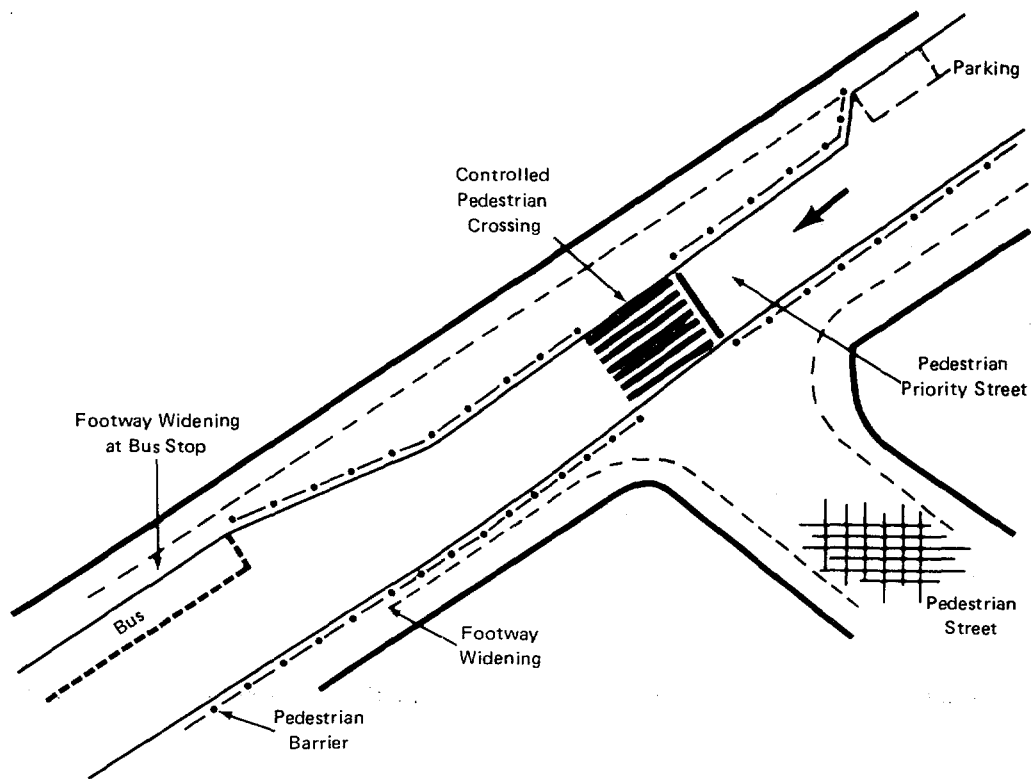 Parking
Controlled
Pedestrian
Crossing
Pedestrian
Priority Street
Footway Widening
at Bus Stop
Bus
Pedestrian
Street
Footway
Widening
Pedestrian
Barrier